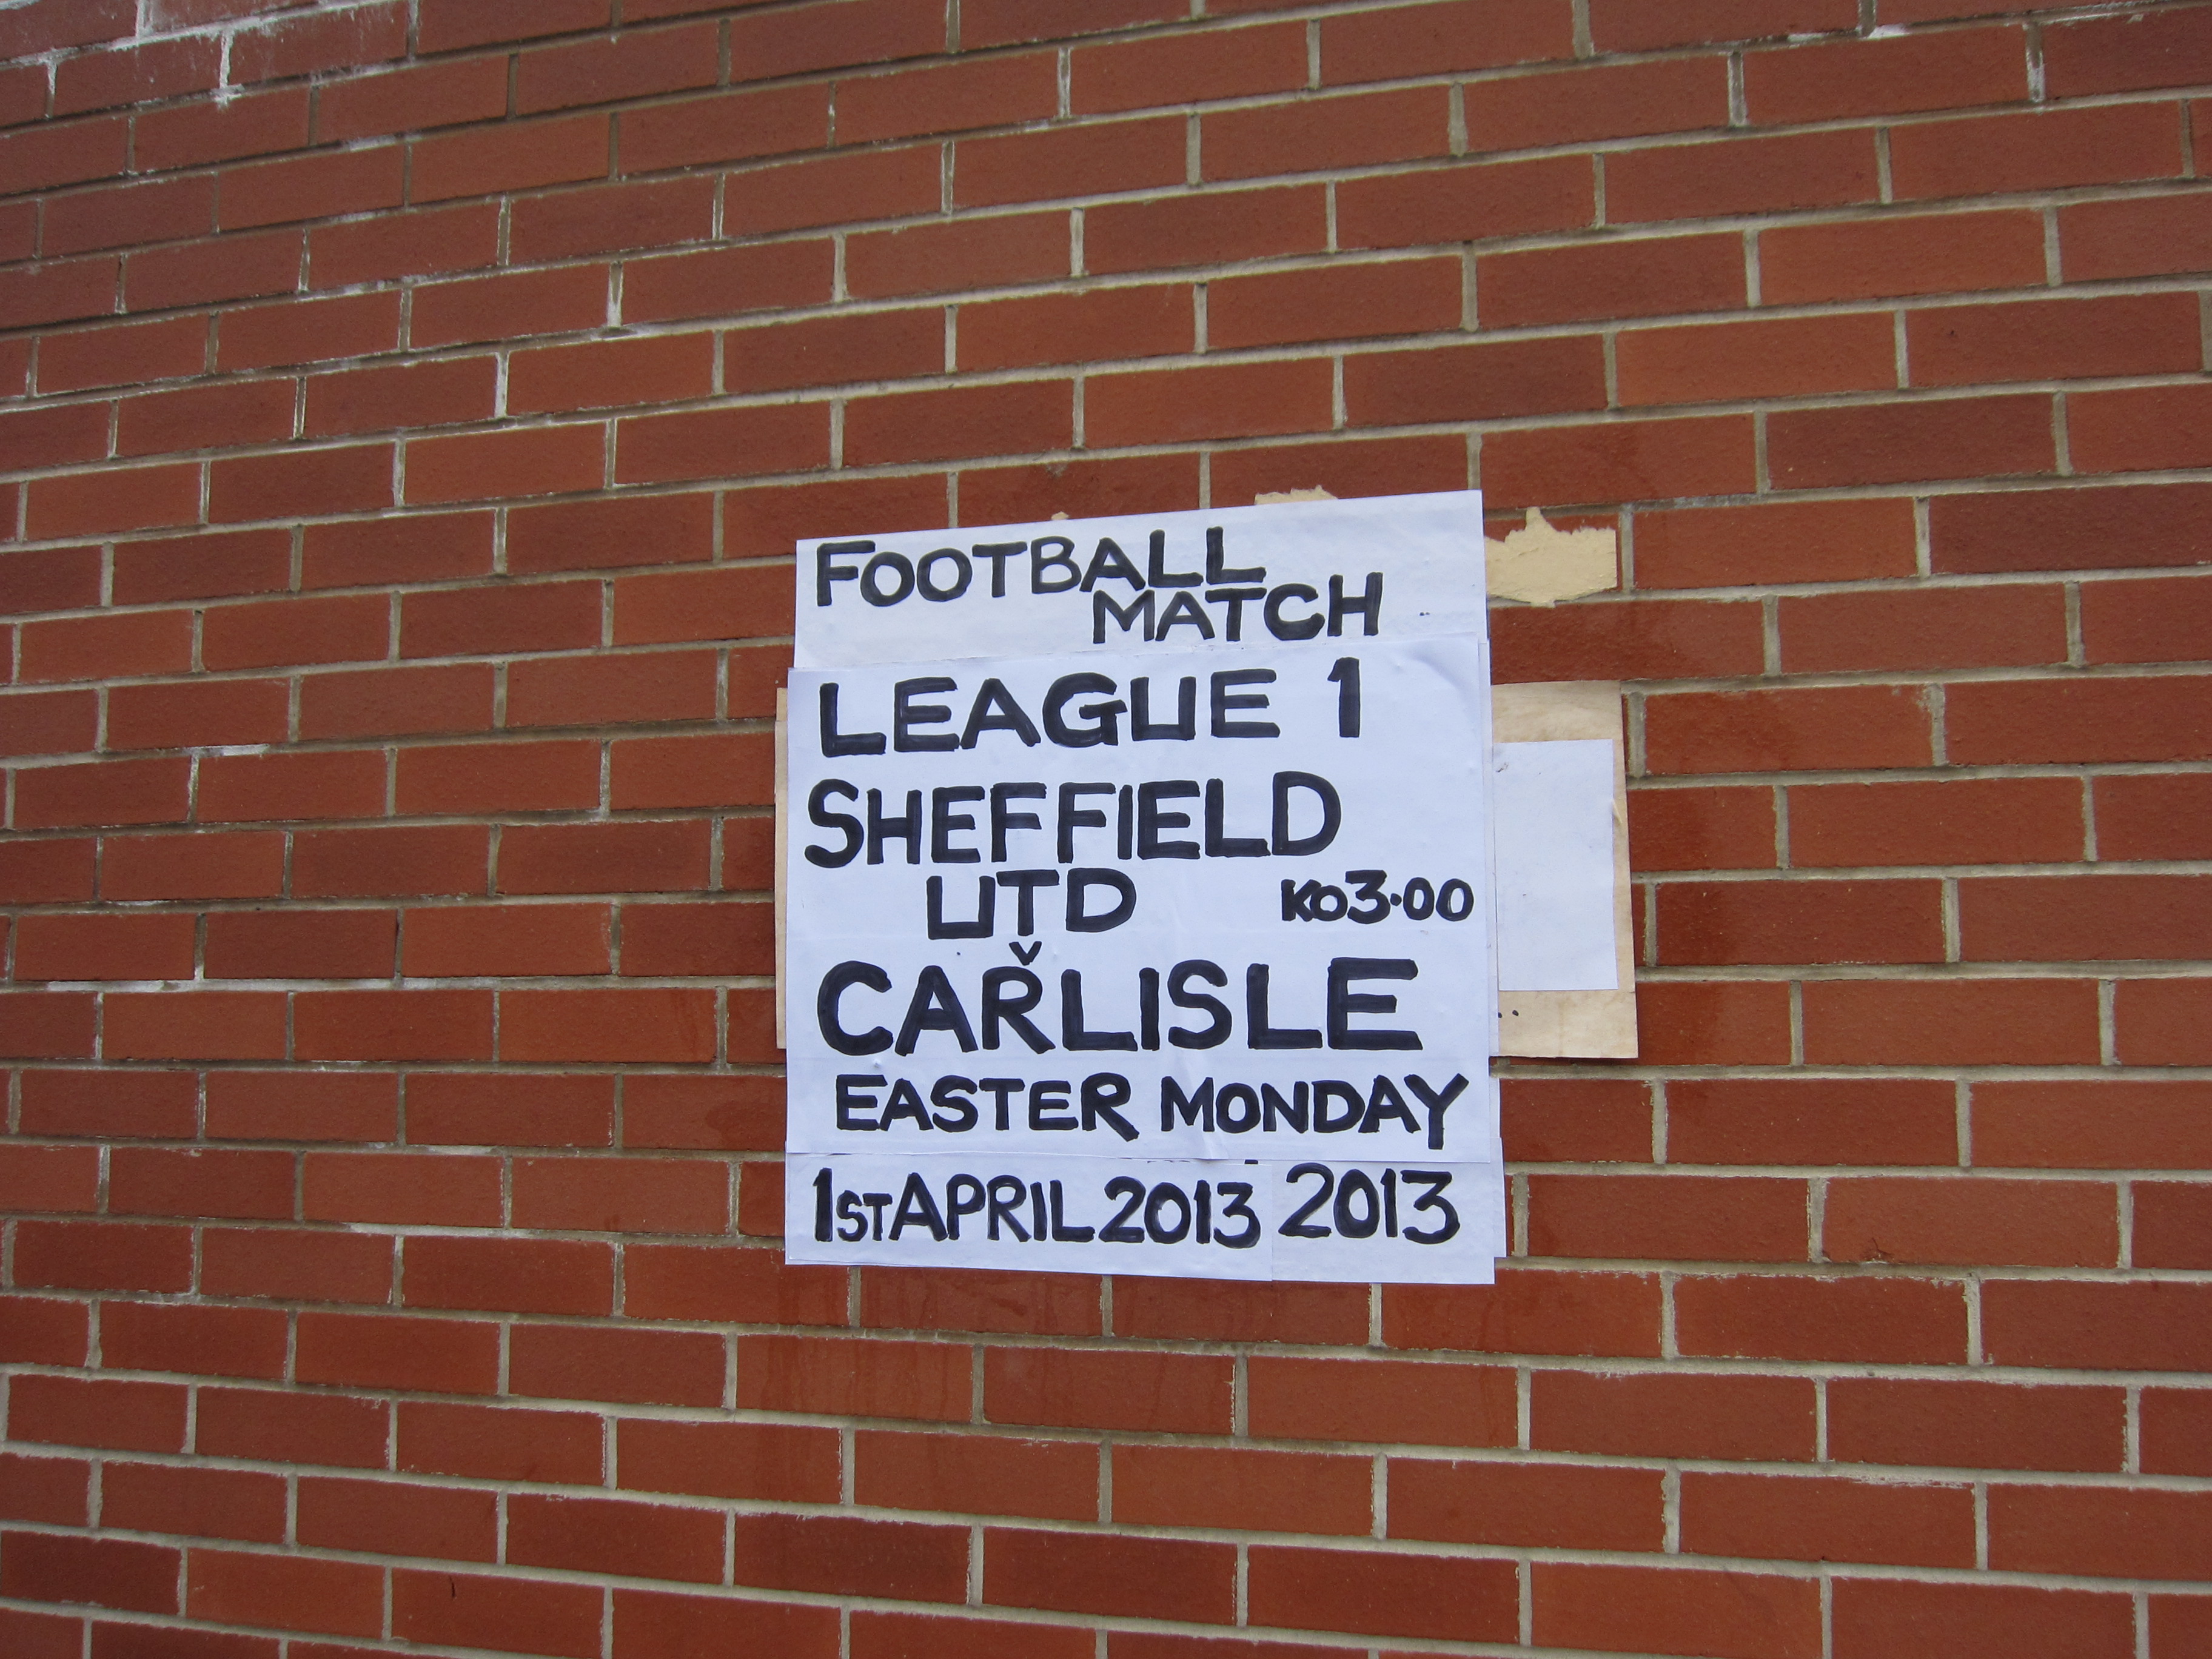 FOOTBALL
MATCH
LEAGUE 1
SHEFFIELD
UTD KO3·00
V
CARLISLE
EASTER MONDAY
1ST APRIL 2013 2013